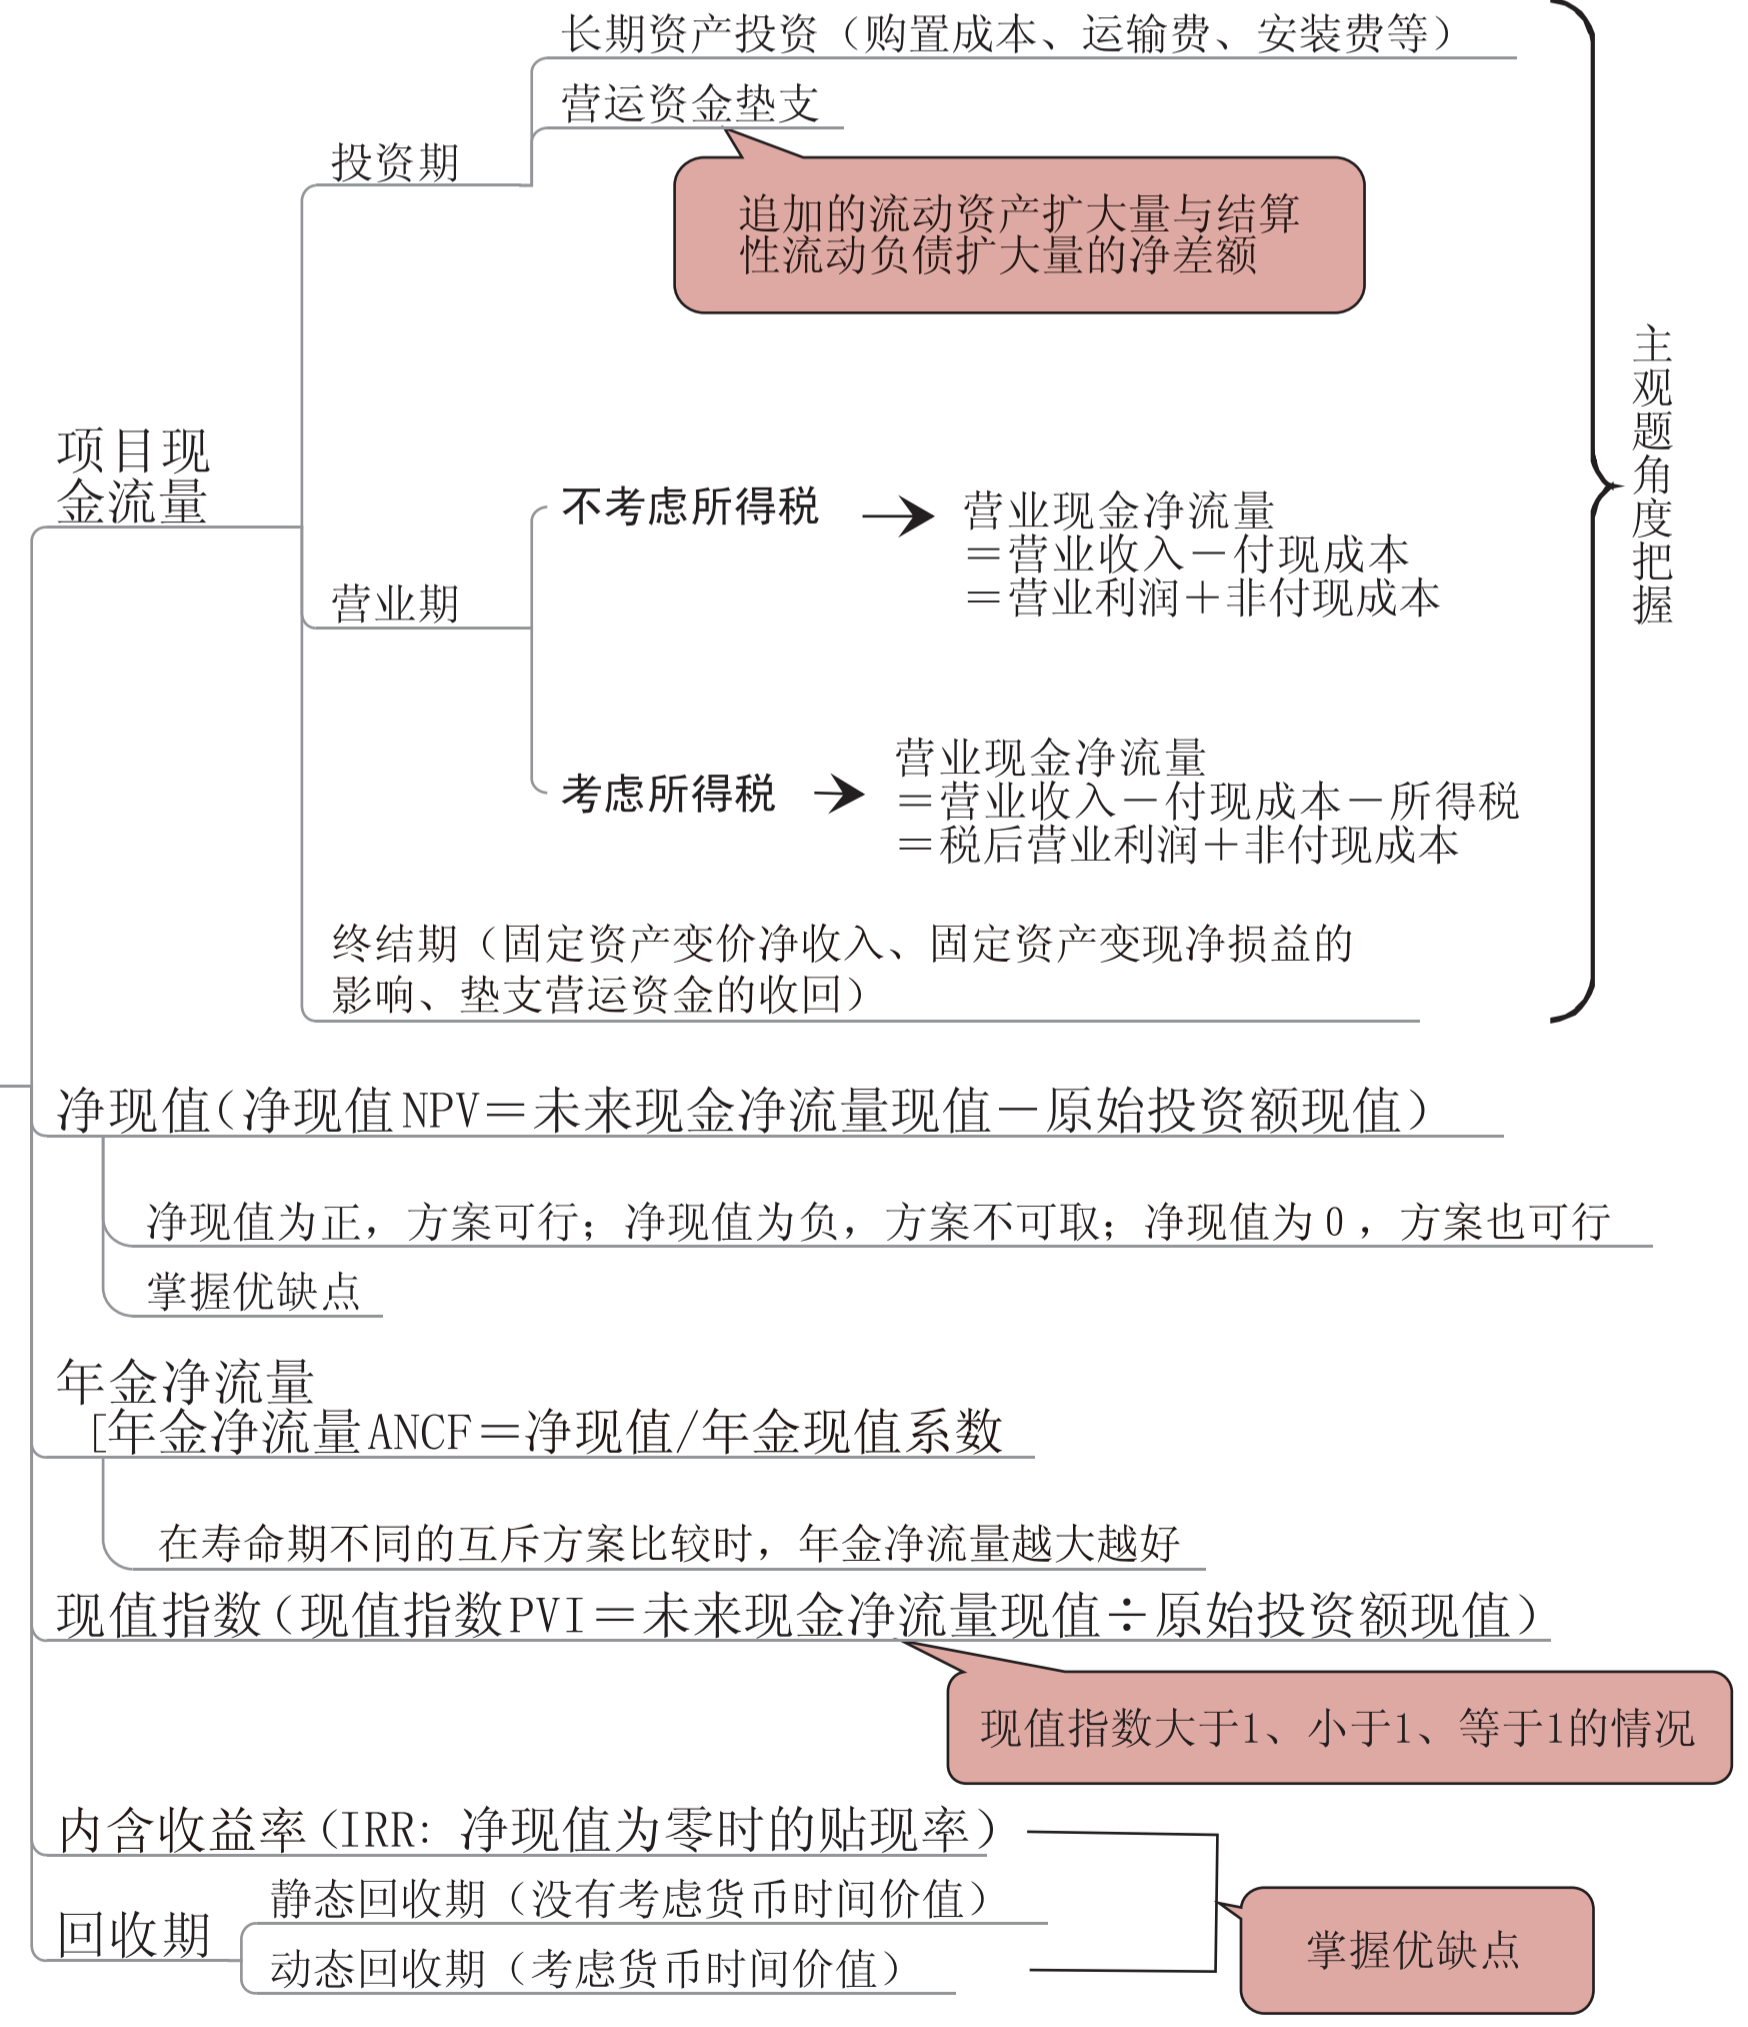 长期资产投资（购置成本、运输费、安装费等）
营运资金垫支
投资期
追加的流动资产扩大量与结算
性流动负债扩大量的净差额
主观题角度把握
项目现
金流量
不考虑所得税
营业现金净流量
＝营业收入－付现成本
＝营业利润＋非付现成本
营业期
考虑所得税
营业现金净流量
＝营业收入－付现成本－所得税
＝税后营业利润＋非付现成本
终结期（固定资产变价净收入、固定资产变现净损益的
影响、垫支营运资金的收回）
净现值(净现值NPV＝未来现金净流量现值－原始投资额现值)
净现值为正，方案可行；净现值为负，方案不可取；净现值为0，方案也可行
掌握优缺点
年金净流量
[年金净流量ANCF＝净现值/年金现值系数
在寿命期不同的互斥方案比较时，年金净流量越大越好
现值指数(现值指数PVI＝未来现金净流量现值÷原始投资额现值)
现值指数大于1、小于1、等于1的情况
内含收益率(IRR：净现值为零时的贴现率)
静态回收期（没有考虑货币时间价值）
回收期
动态回收期（考虑货币时间价值）
掌握优缺点